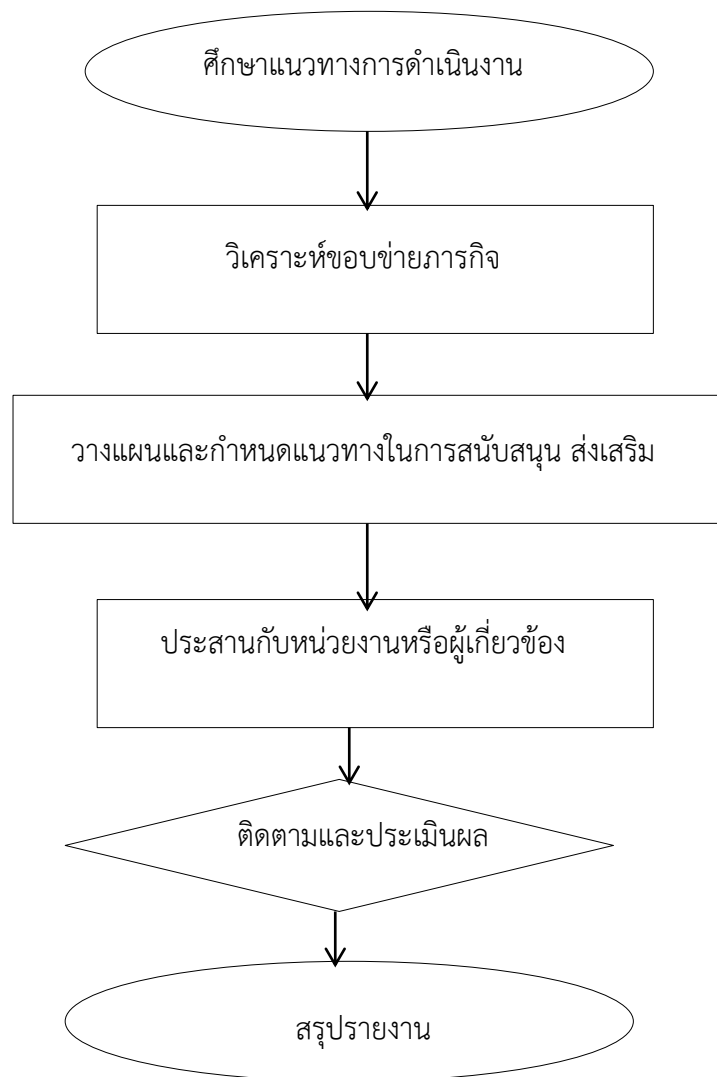 ศึกษาแนวทางการดำเนินงาน
วิเคราะห์ขอบข่ายภารกิจ
วางแผนและกำหนดแนวทางในการสนับสนุน ส่งเสริม
ประสานกับหน่วยงานหรือผู้เกี่ยวข้อง
ติดตามและประเมินผล
สรุปรายงาน